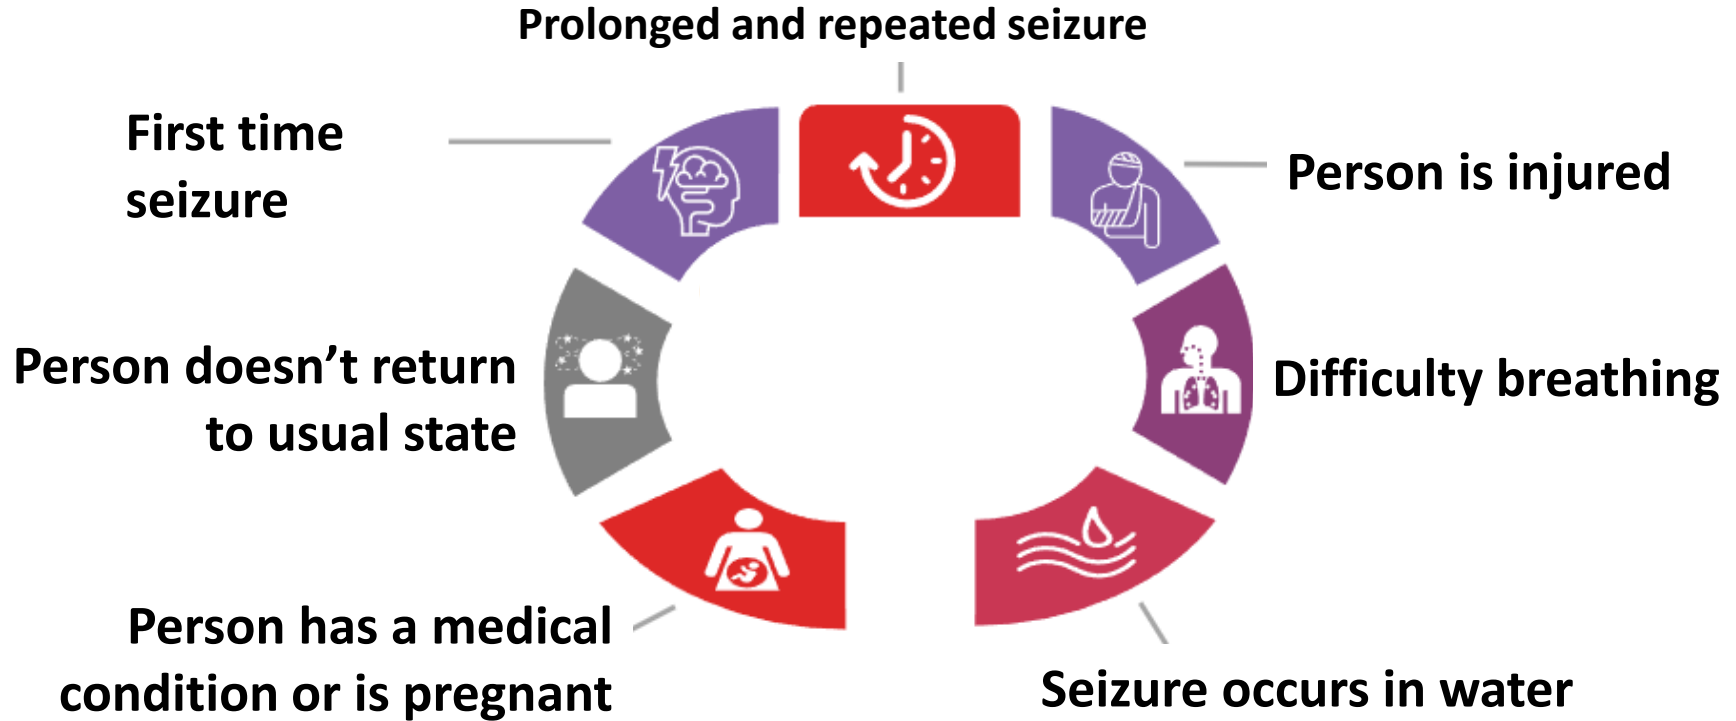 Prolonged and repeated seizure
First time
seizure
Person is injured
Person doesn’t return
to usual state
Difficulty breathing
Person has a medical
condition or is pregnant
Seizure occurs in water